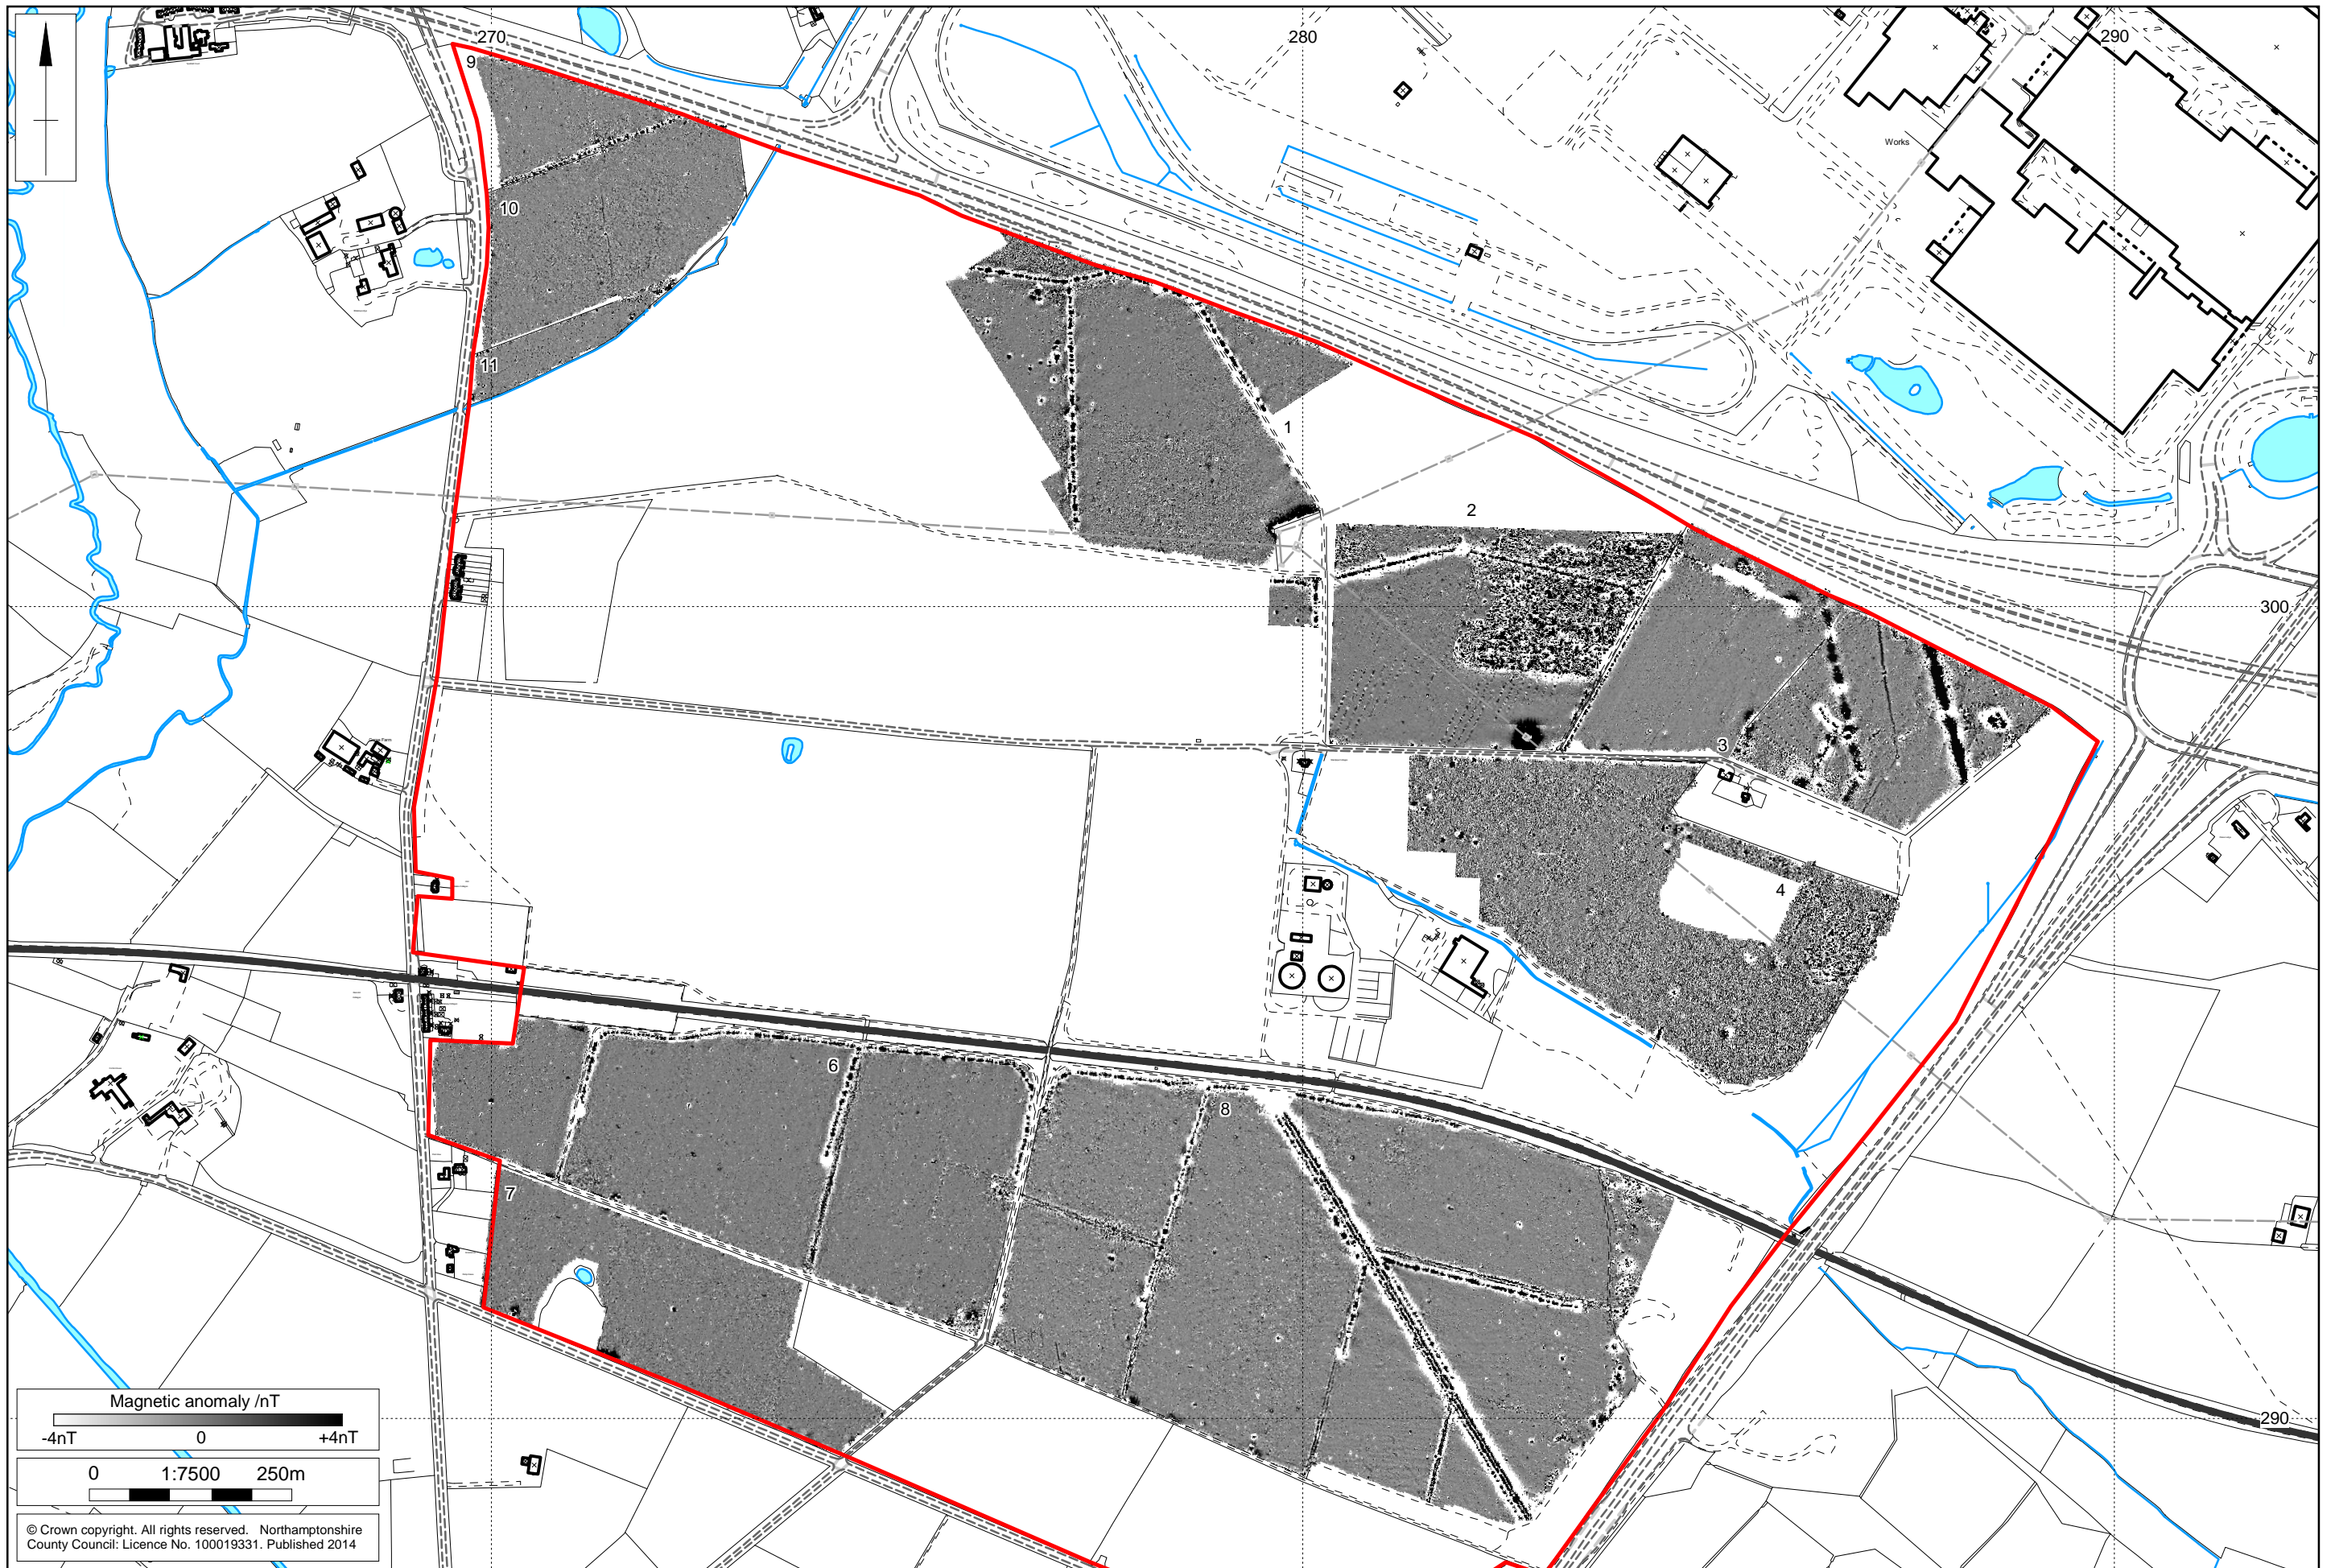 270
280
290
9
Works
10
11
1
2
300
3
4
6
8
7
290
Magnetic anomaly /nT
-4nT 0 +4nT
0 1:7500 250m
© Crown copyright. All rights reserved. Northamptonshire
County Council: Licence No. 100019331. Published 2014